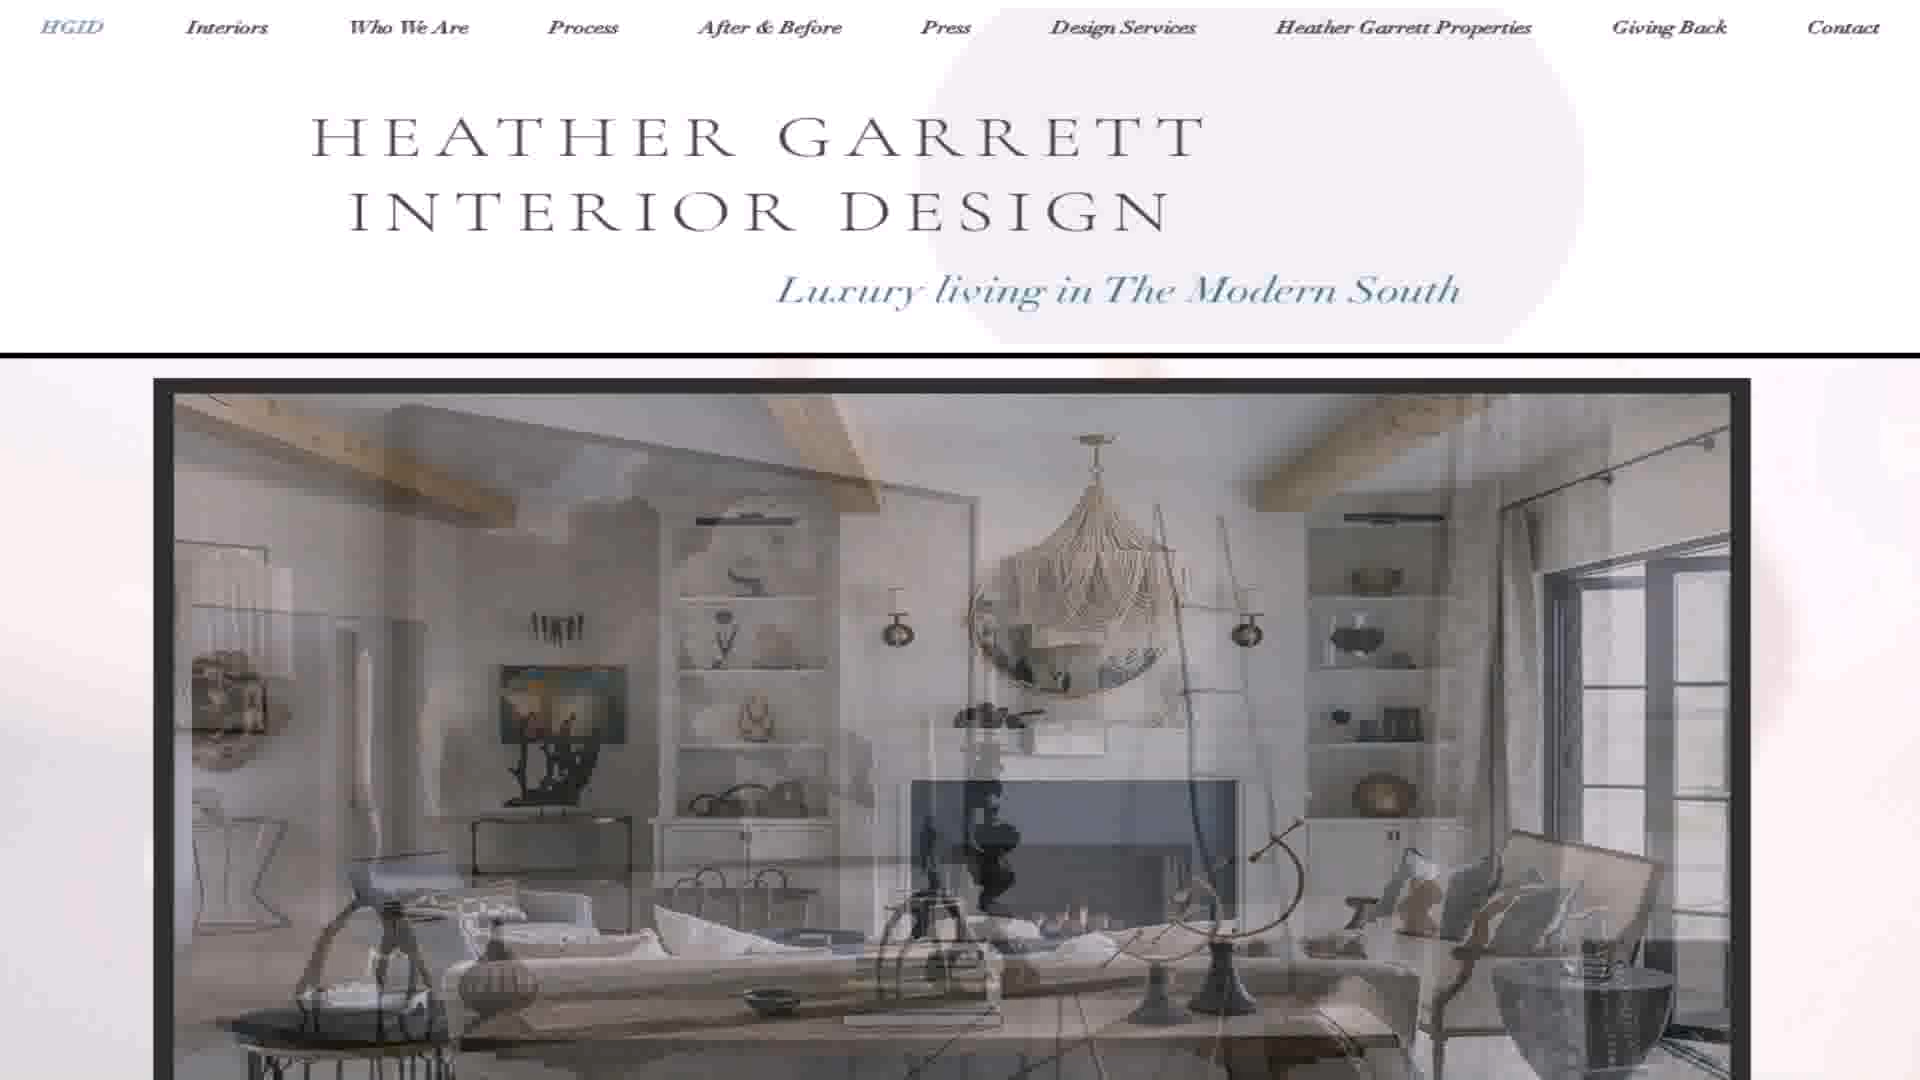 HGID Interiors Who We Are Process After & Before Press Design Services Heather Garrett Properties Giving Back Contact
HEATHER GARRETT
INTERIOR DESIGN
Luxury living in The Modern South